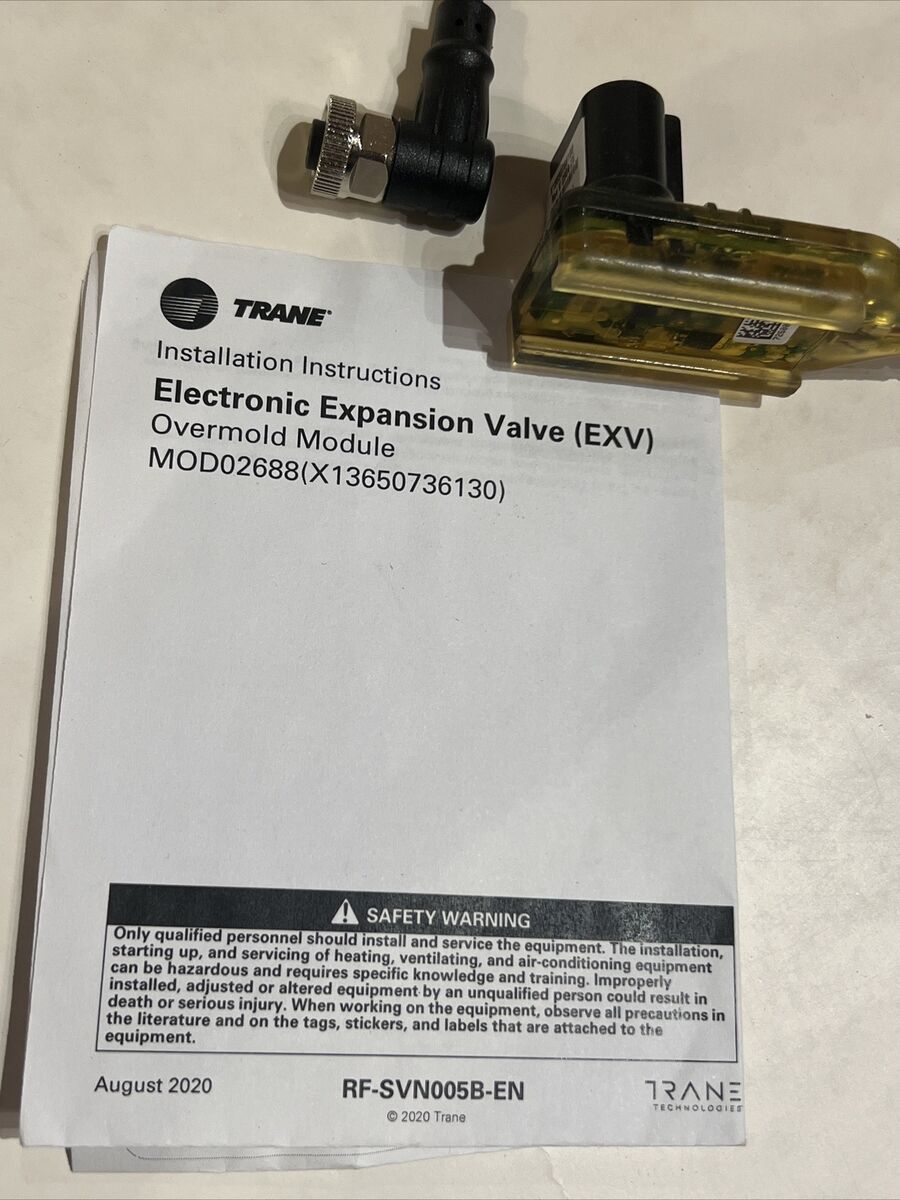 TRANE®
Installation Instructions
Electronic Expansion Valve (EXV)
Overmold Module
MOD02688(X13650736130)
SAFETY WARNING
Only qualified personnel should install and service the equipment. The installation,
starting up, and servicing of heating, ventilating, and air-conditioning equipment
can be hazardous and requires specific knowledge and training. Improperly
installed, adjusted or altered equipment by an unqualified person could result in
death or serious injury. When working on the equipment, observe all precautions in
the literature and on the tags, stickers, and labels that are attached to the
equipment.
August 2020
RF-SVN005B-EN
© 2020 Trane
TRANE
TECHNOLOGIES